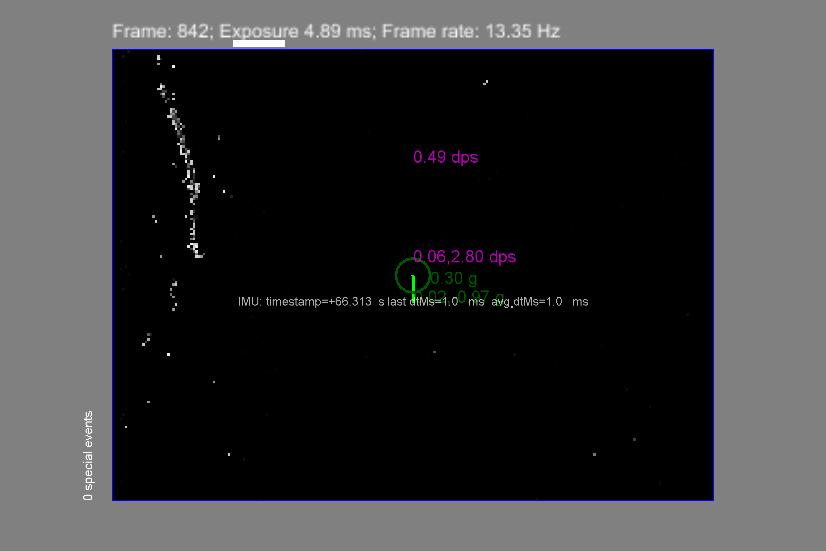 Frame: 842; Exposure 4.89 ms; Frame rate: 13.35 Hz
0.49 dps
0.06,2.80 dps
0.30 g
0.02,-0.97 g
IMU: timestamp=+66.313 s last dtMs=1.0 ms avg dtMs=1.0 ms
0 special events